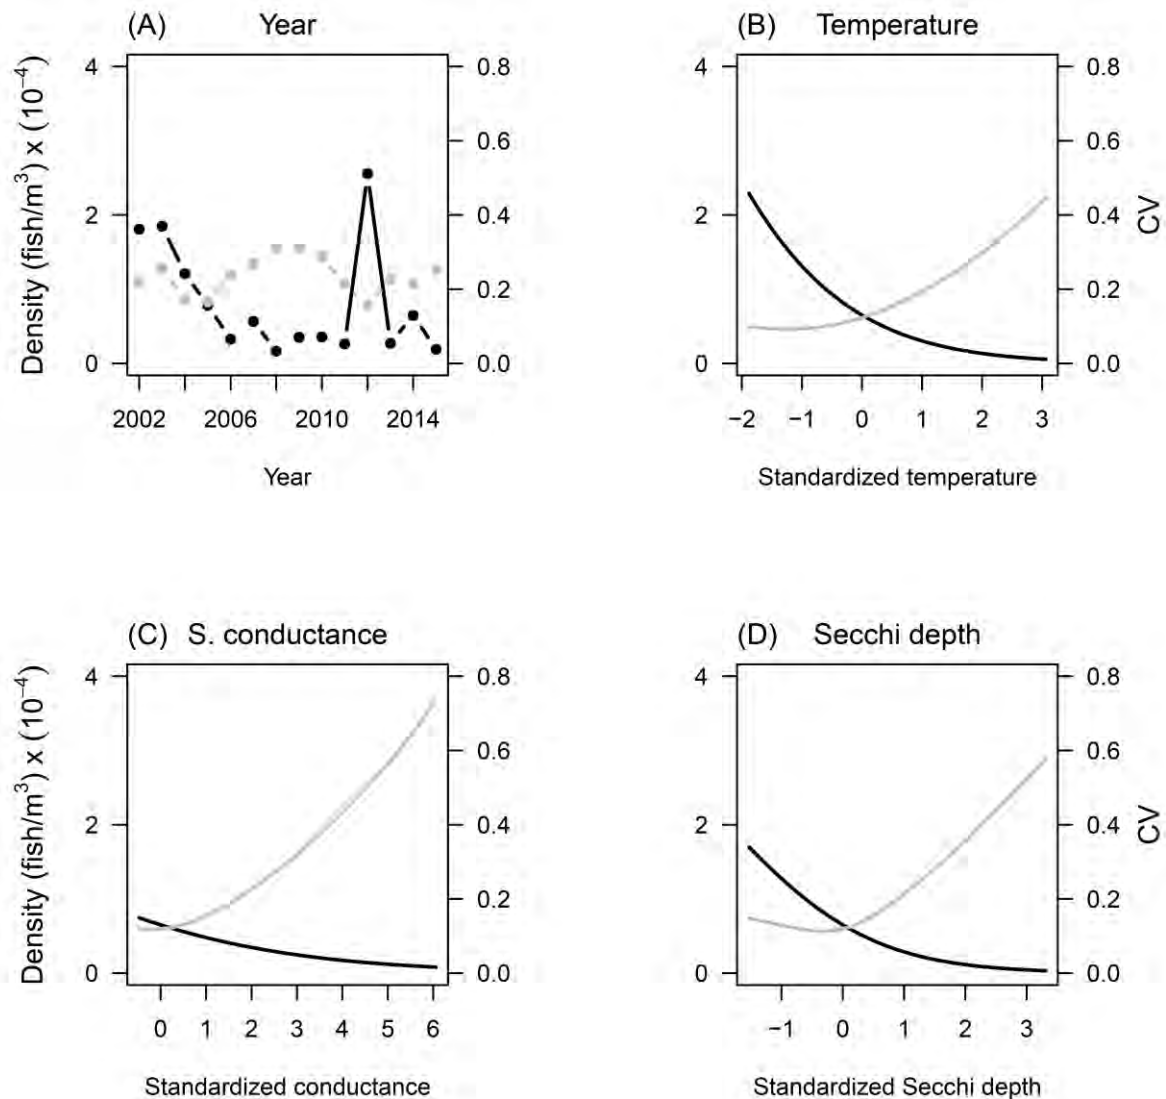 (A) Year
Density (fish/m³) x (10⁻⁴)
4
2
0
0.8
0.6
0.4
0.2
0.0
2002 2006 2010 2014
Year
(B) Temperature
4
2
0
0.8
0.6
0.4
0.2
0.0
CV
−2 −1 0 1 2 3
Standardized temperature
(C) S. conductance
Density (fish/m³) x (10⁻⁴)
4
2
0
0.8
0.6
0.4
0.2
0.0
0 1 2 3 4 5 6
Standardized conductance
(D) Secchi depth
4
2
0
0.8
0.6
0.4
0.2
0.0
CV
−1 0 1 2 3
Standardized Secchi depth